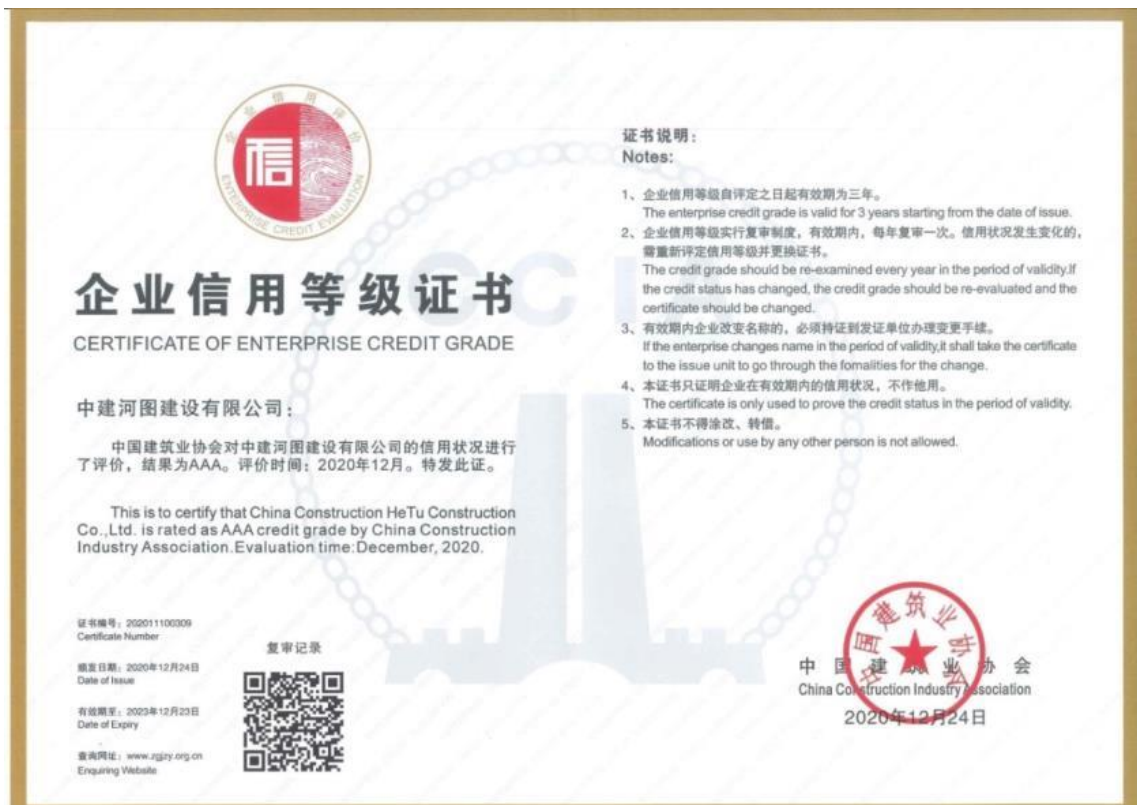 企业信用评价
信
ENTERPRISE CREDIT EVALUATION
企业信用等级证书
CERTIFICATE OF ENTERPRISE CREDIT GRADE
中建河图建设有限公司：
中国建筑业协会对中建河图建设有限公司的信用状况进行
了评价，结果为AAA。评价时间：2020年12月。特发此证。
This is to certify that China Construction HeTu Construction
Co.,Ltd. is rated as AAA credit grade by China Construction
Industry Association.Evaluation time:December, 2020.
证书编号：202011100309
Certificate Number
颁发日期：2020年12月24日
Date of Issue
有效期至：2023年12月23日
Date of Expiry
查询网址：www.zgjzy.org.cn
Enquiring Website
复审记录
证书说明：
Notes:
1、企业信用等级自评定之日起有效期为三年。
The enterprise credit grade is valid for 3 years starting from the date of issue.
2、企业信用等级实行复审制度，有效期内，每年复审一次。信用状况发生变化的，
需重新评定信用等级并更换证书。
The credit grade should be re-examined every year in the period of validity.If
the credit status has changed, the credit grade should be re-evaluated and the
certificate should be changed.
3、有效期内企业改变名称的，必须持证到发证单位办理变更手续。
If the enterprise changes name in the period of validity,it shall take the certificate
to the issue unit to go through the fomalities for the change.
4、本证书只证明企业在有效期内的信用状况，不作他用。
The certificate is only used to prove the credit status in the period of validity.
5、本证书不得涂改、转借。
Modifications or use by any other person is not allowed.
CCIA
中国建筑业协会
中国建筑业协会
China Construction Industry Association
2020年12月24日